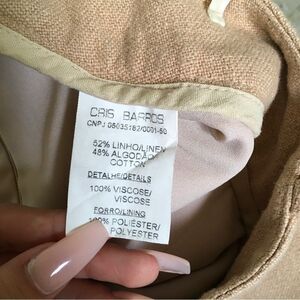 CRIS BARROS
CNPJ 05035182/0001-50
52% LINHO/LINEN
48% ALGODÃO/
COTTON
DETALHE/DETAILS
100% VISCOSE/
VISCOSE
FORRO/LINING
100% POLIÉSTER/
POLYESTER